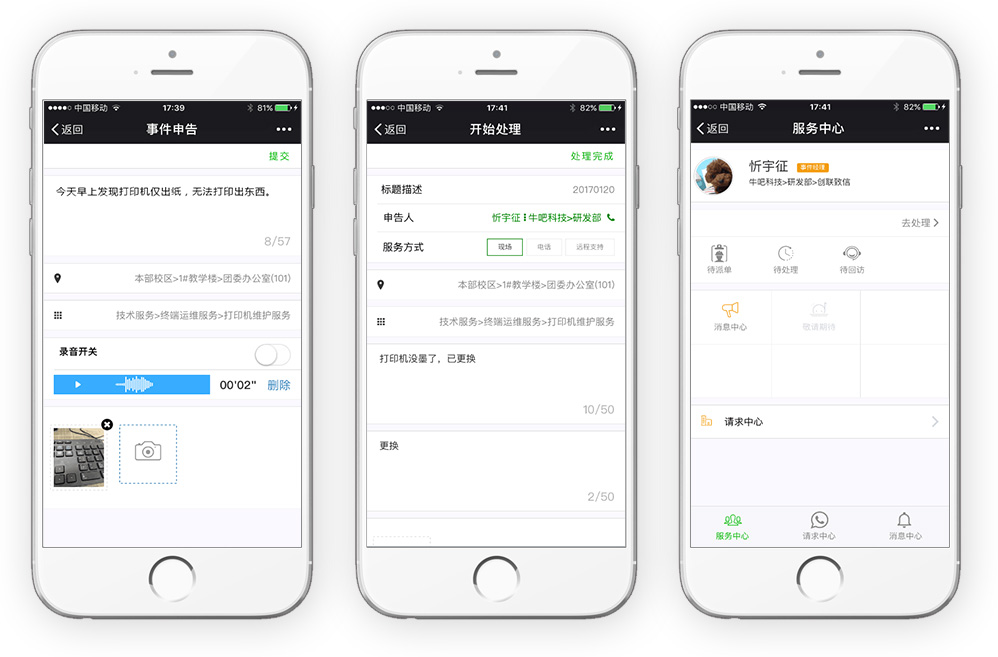 中国移动 17:39 81%
返回 事件申告
提交
今天早上发现打印机仅出纸，无法打印出东西。
8/57
本部校区>1#教学楼>团委办公室(101)
技术服务>终端运维服务>打印机维护服务
录音开关
00'02" 删除
中国移动 17:41 82%
返回 开始处理
处理完成
标题描述 20170120
申告人 忻宇征┇牛吧科技>研发部
服务方式 现场 电话 远程支持
本部校区>1#教学楼>团委办公室(101)
技术服务>终端运维服务>打印机维护服务
打印机没墨了，已更换
10/50
更换
2/50
中国移动 17:41 82%
返回 服务中心
忻宇征 事件经理
牛吧科技>研发部>创联致信
去处理
待派单 待处理 待回访
消息中心 敬请期待
请求中心
服务中心 请求中心 消息中心